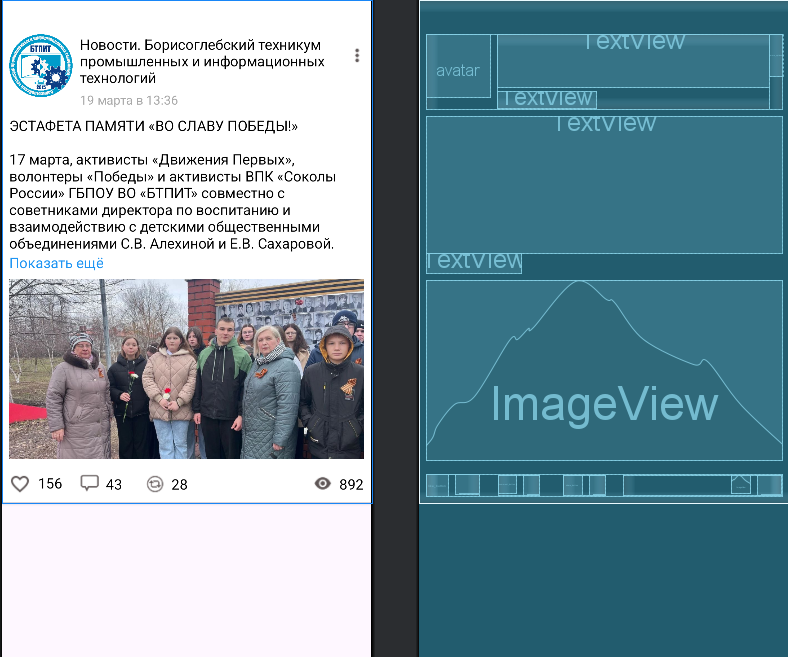 БТПИТ
2015
Новости. Борисоглебский техникум
промышленных и информационных
технологий
19 марта в 13:36
ЭСТАФЕТА ПАМЯТИ «ВО СЛАВУ ПОБЕДЫ!»
17 марта, активисты «Движения Первых»,
волонтеры «Победы» и активисты ВПК «Соколы
России» ГБПОУ ВО «БТПИТ» совместно с
советниками директора по воспитанию и
взаимодействию с детскими общественными
объединениями С.В. Алехиной и Е.В. Сахаровой.
Показать ещё
156
43
28
892
TextView
avatar
TextView
TextView
TextView
ImageView